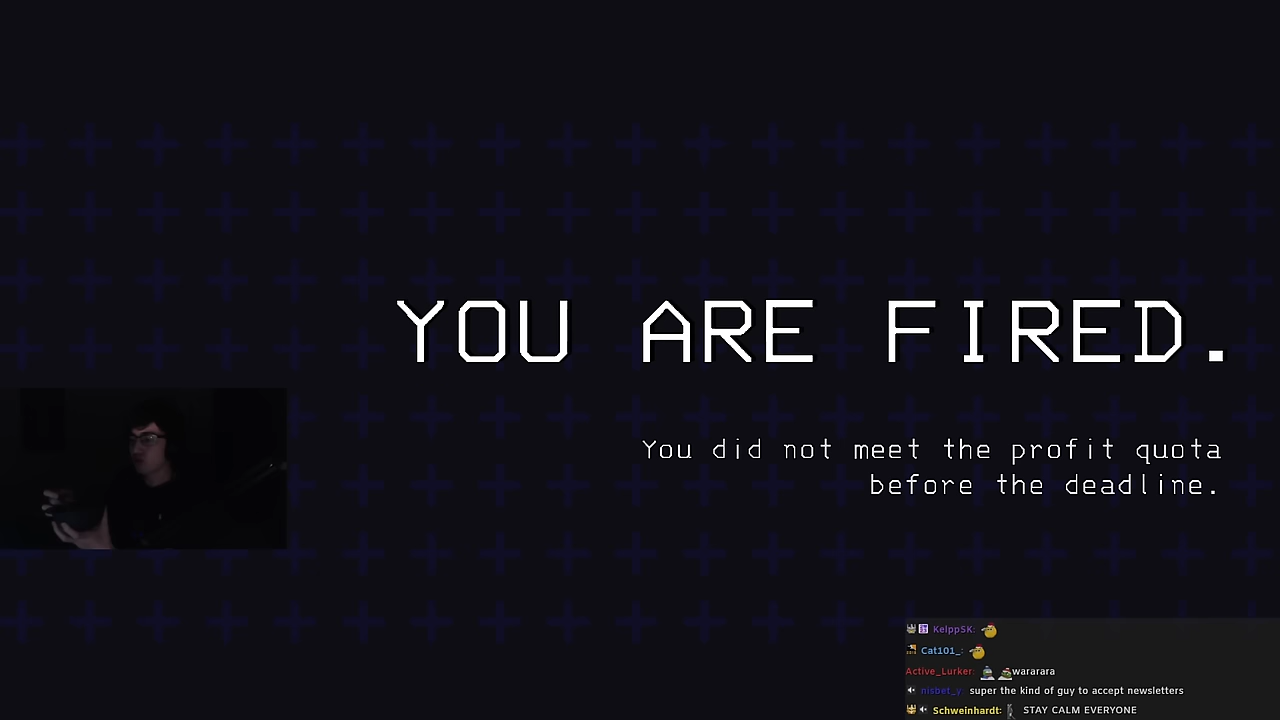 YOU ARE FIRED.
You did not meet the profit quota
before the deadline.
KelppSK:
Cat101_:
Active_Lurker: wararara
nisbet_y: super the kind of guy to accept newsletters
Schweinhardt: STAY CALM EVERYONE